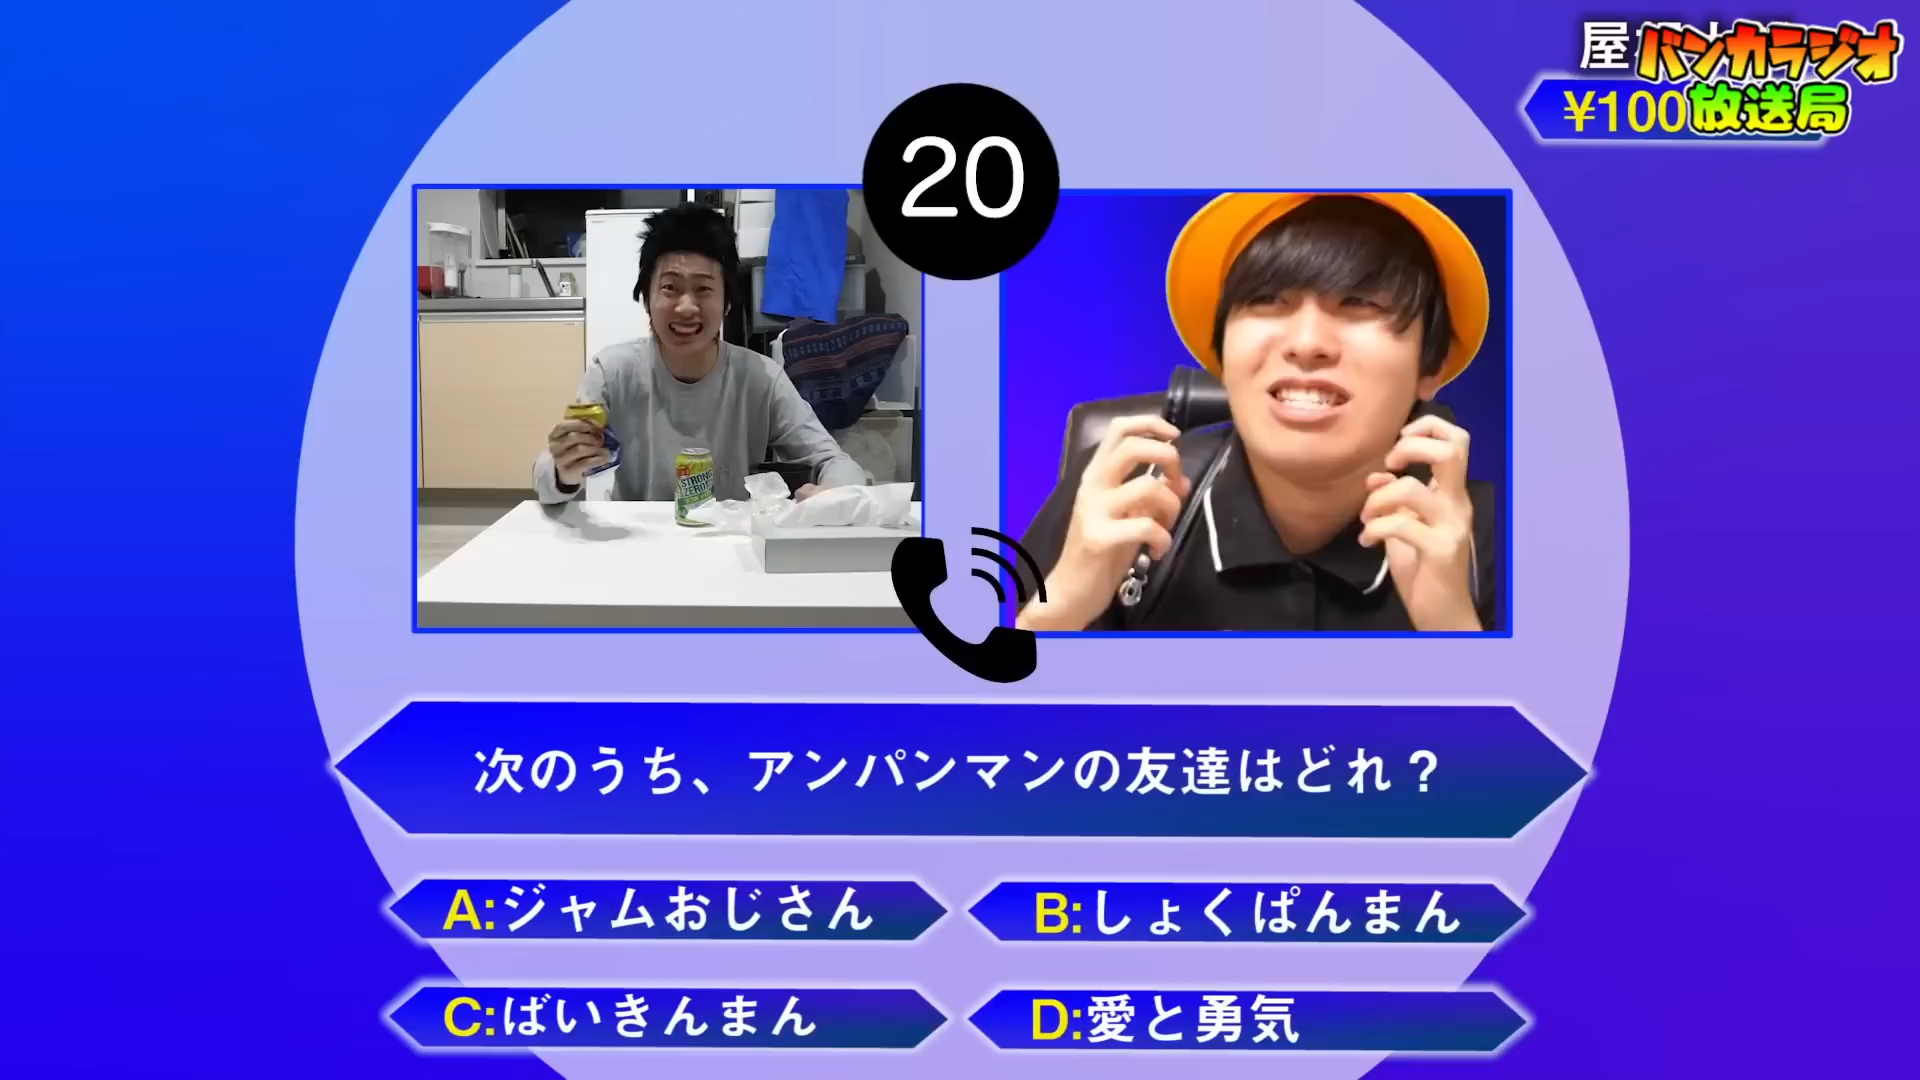 バンカラジオ
¥100放送局
20
STRONG
ZERO
次のうち、アンパンマンの友達はどれ？
A:ジャムおじさん
B:しょくぱんまん
C:ばいきんまん
D:愛と勇気